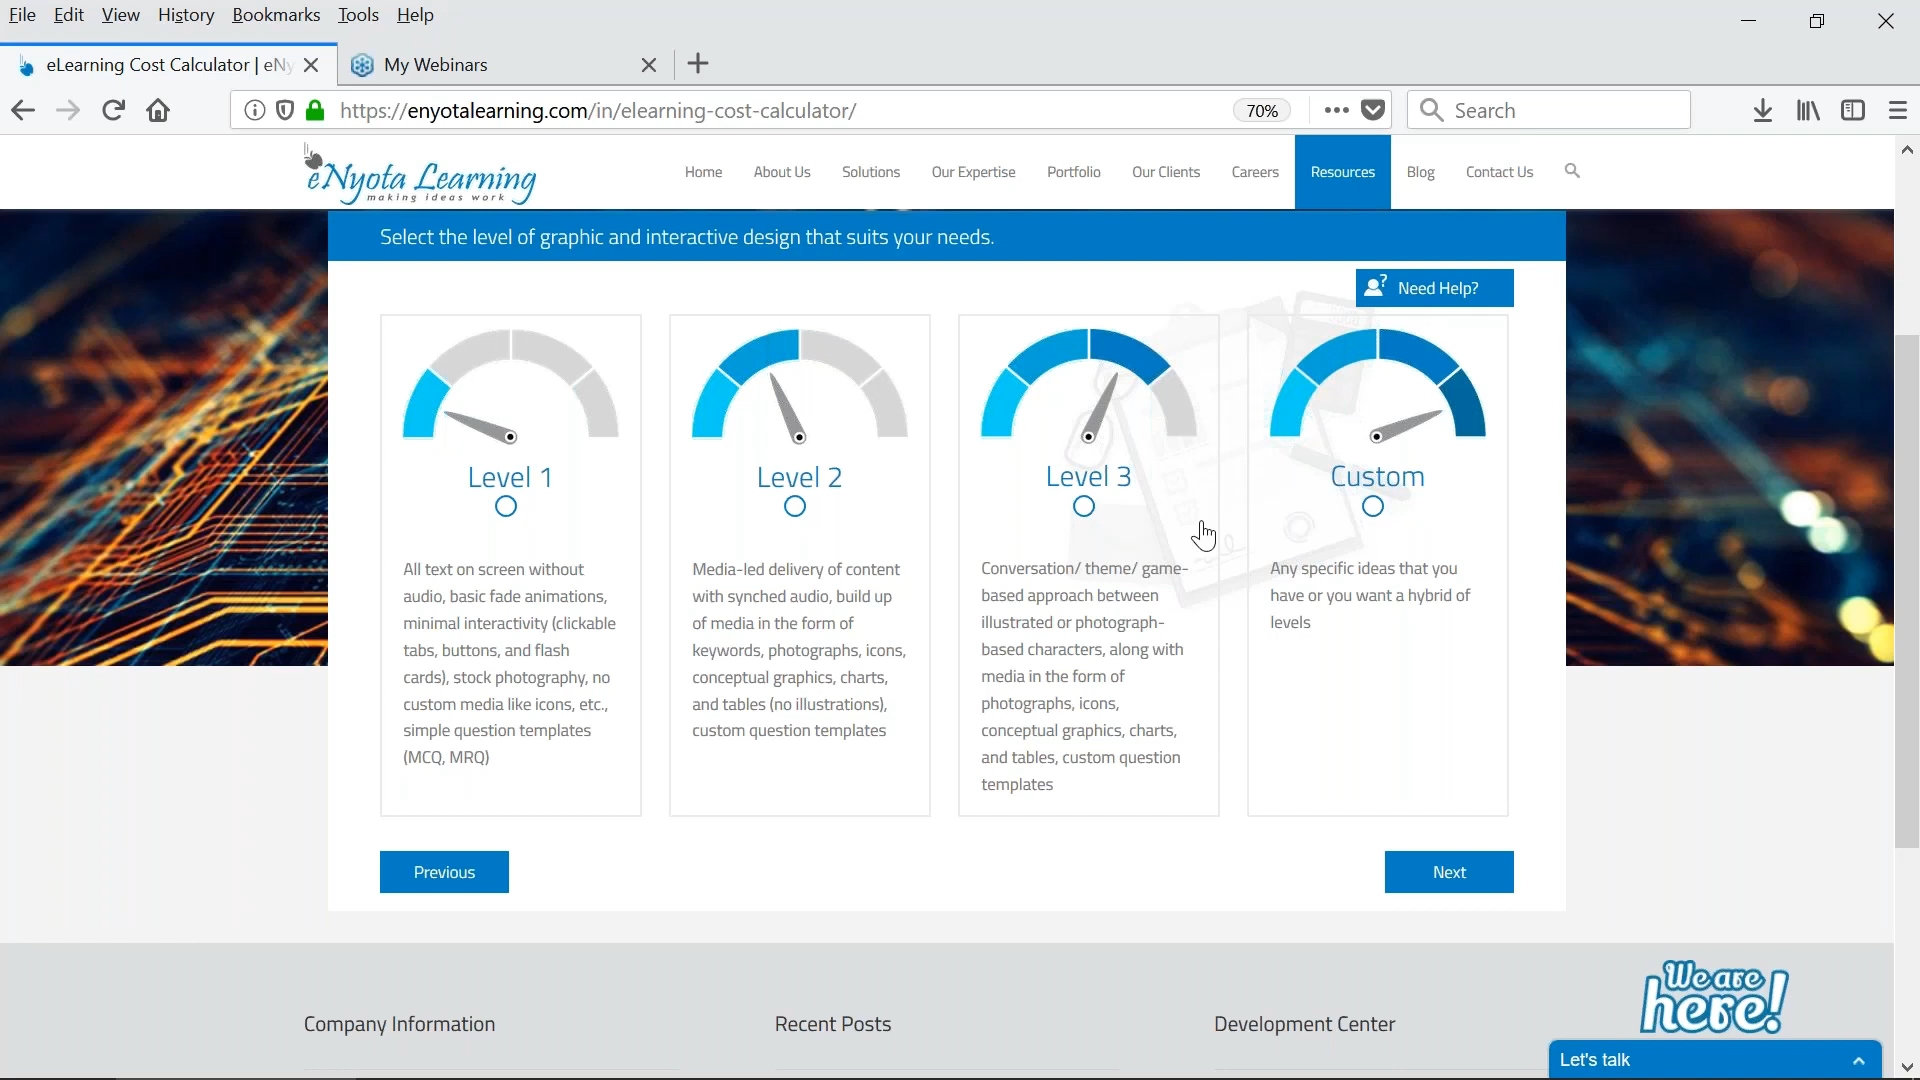 File Edit View History Bookmarks Tools Help
eLearning Cost Calculator | eNy
My Webinars
https://enyotalearning.com/in/elearning-cost-calculator/
70%
Search
eNyota Learning
making ideas work
Home About Us Solutions Our Expertise Portfolio Our Clients Careers Resources Blog Contact Us
Select the level of graphic and interactive design that suits your needs.
Need Help?
Level 1
All text on screen without
audio, basic fade animations,
minimal interactivity (clickable
tabs, buttons, and flash
cards), stock photography, no
custom media like icons, etc.,
simple question templates
(MCQ, MRQ)
Level 2
Media-led delivery of content
with synched audio, build up
of media in the form of
keywords, photographs, icons,
conceptual graphics, charts,
and tables (no illustrations),
custom question templates
Level 3
Conversation/ theme/ game-
based approach between
illustrated or photograph-
based characters, along with
media in the form of
photographs, icons,
conceptual graphics, charts,
and tables, custom question
templates
Custom
Any specific ideas that you
have or you want a hybrid of
levels
Previous
Next
Company Information
Recent Posts
Development Center
We are
here!
Let's talk